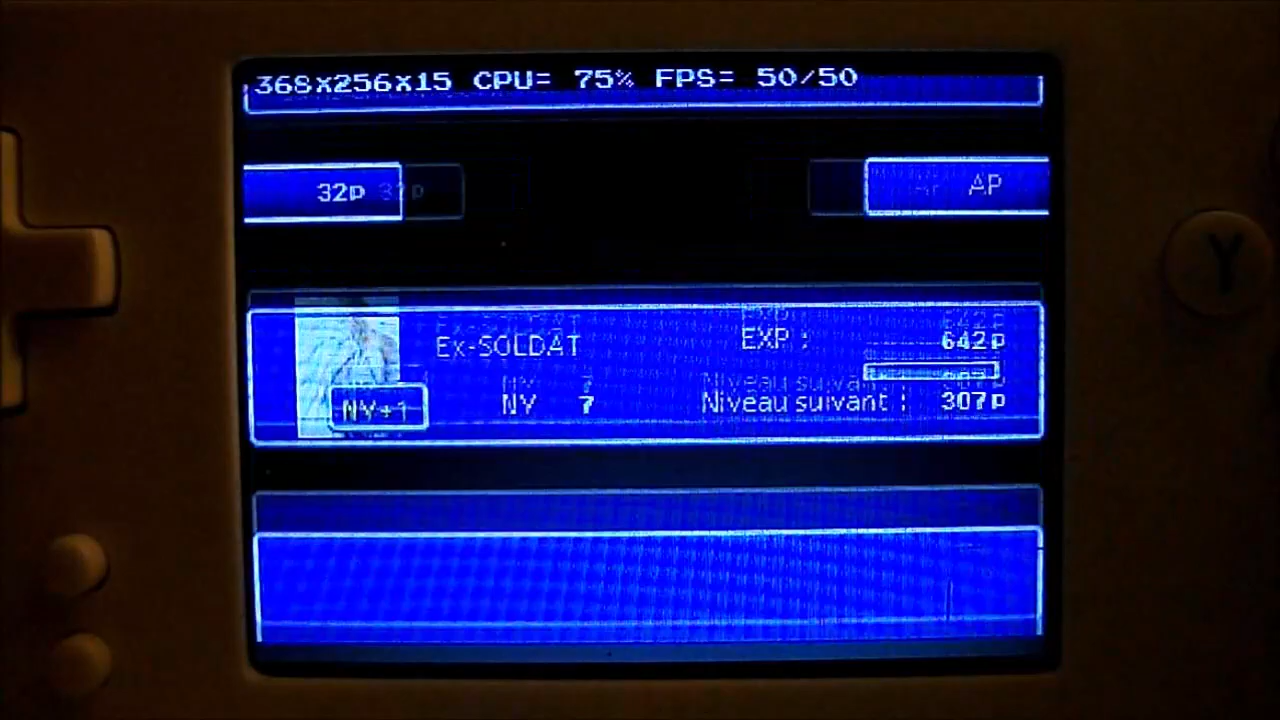 368x256x15 CPU= 75% FPS= 50/50
32p AP
Ex-SOLDAT EXP : 642p
NV+1 NV 7 Niveau suivant : 307p
Y